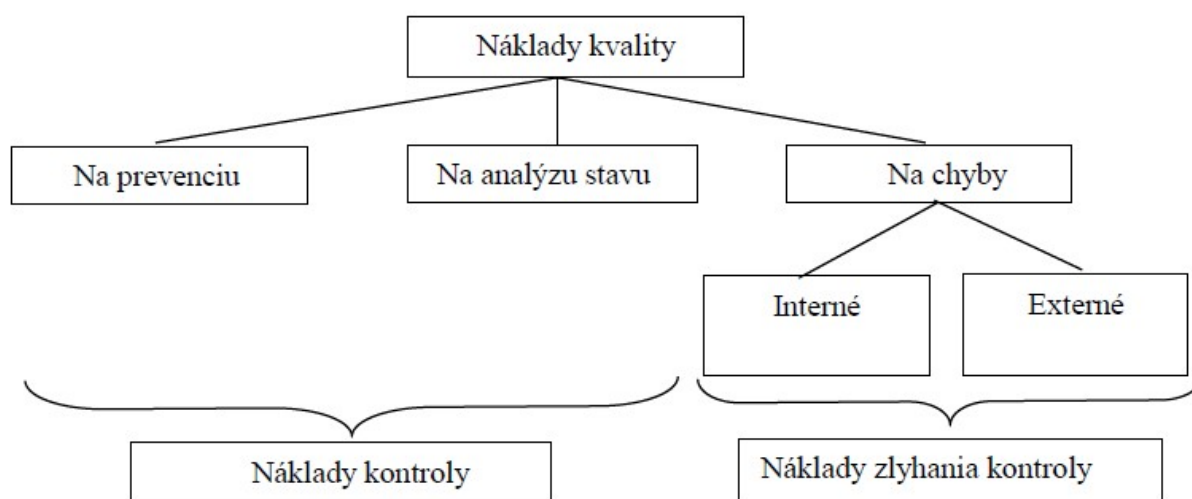 Náklady kvality
Na prevenciu
Na analýzu stavu
Na chyby
Interné
Externé
Náklady kontroly
Náklady zlyhania kontroly